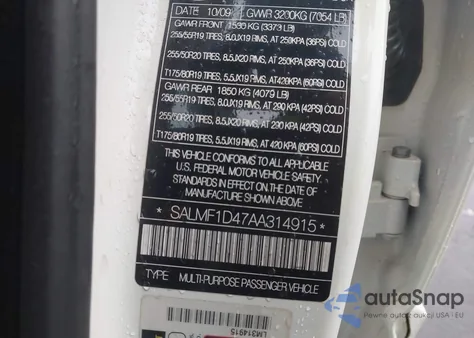 DATE 10/09 GVWR 3200KG (7054 LB)
GAWR FRONT 1530 KG (3373 LB)
255/55R19 TIRES, 8.0JX19 RIMS, AT 250KPA (36PSI) COLD
255/50R20 TIRES, 8.5JX20 RIMS, AT 250KPA (36PSI) COLD
T175/80R19 TIRES, 5.5JX19 RIMS, AT 420KPA (60PSI) COLD
GAWR REAR 1850 KG (4079 LB)
255/55R19 TIRES, 8.0JX19 RIMS, AT 290 KPA (42PSI) COLD
255/50R20 TIRES, 8.5JX20 RIMS, AT 290 KPA (42PSI) COLD
T175/80R19 TIRES, 5.5JX19 RIMS, AT 420 KPA (60PSI) COLD
THIS VEHICLE CONFORMS TO ALL APPLICABLE
U.S. FEDERAL MOTOR VEHICLE SAFETY
STANDARDS IN EFFECT ON THE DATE OF
MANUFACTURE SHOWN ABOVE
* SALMF1D47AA314915 *
TYPE MULTI-PURPOSE PASSENGER VEHICLE
LM314915
autoSnap
Pewne autozakupy USA i EU